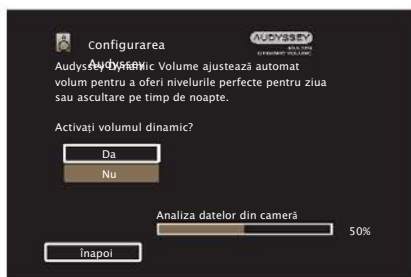 Configurarea
Audyssey
AUDYSSEY
Audyssey Dynamic Volume ajustează automat
volum pentru a oferi nivelurile perfecte pentru ziua
sau ascultare pe timp de noapte.
Activați volumul dinamic?
Da
Nu
Analiza datelor din cameră
50%
înapoi